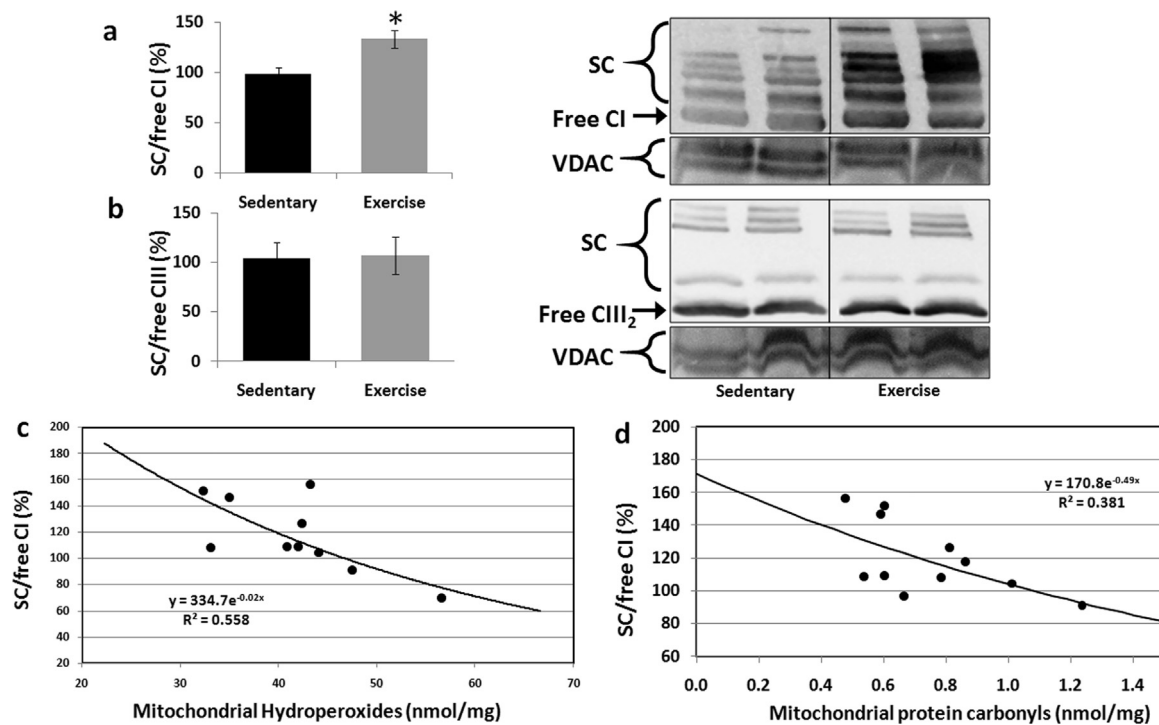 a
SC/free CI (%)
150
100
50
0
*
Sedentary
Exercise
SC
Free CI
VDAC
b
SC/free CIII (%)
150
100
50
0
Sedentary
Exercise
SC
Free CIII₂
VDAC
Sedentary
Exercise
c
SC/free CI (%)
200
180
160
140
120
100
80
60
40
20
y = 334.7e^-0.02x
R² = 0.558
20
30
40
50
60
70
Mitochondrial Hydroperoxides (nmol/mg)
d
SC/free CI (%)
200
180
160
140
120
100
80
60
y = 170.8e^-0.49x
R² = 0.381
0.0
0.2
0.4
0.6
0.8
1.0
1.2
1.4
Mitochondrial protein carbonyls (nmol/mg)